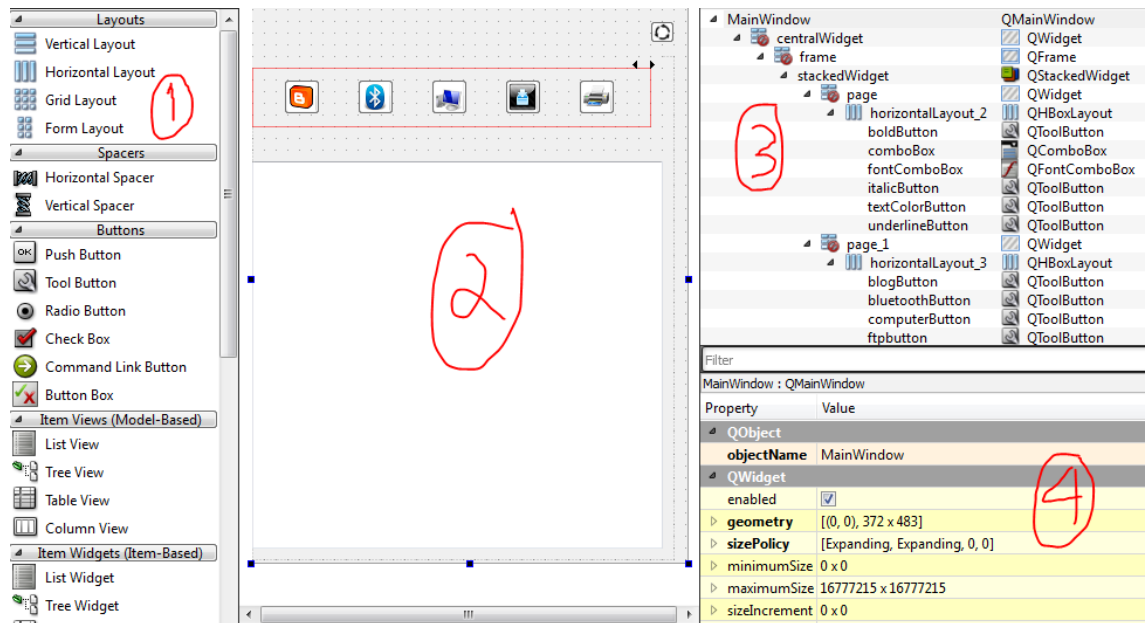 Layouts
Vertical Layout
Horizontal Layout
Grid Layout
Form Layout
1
Spacers
Horizontal Spacer
Vertical Spacer
Buttons
OK Push Button
Tool Button
Radio Button
Check Box
Command Link Button
Button Box
Item Views (Model-Based)
List View
Tree View
Table View
Column View
Item Widgets (Item-Based)
List Widget
Tree Widget
2
MainWindow QMainWindow
centralWidget QWidget
frame QFrame
stackedWidget QStackedWidget
page QWidget
horizontalLayout_2 QHBoxLayout
boldButton QToolButton
comboBox QComboBox
fontComboBox QFontComboBox
italicButton QToolButton
textColorButton QToolButton
underlineButton QToolButton
page_1 QWidget
horizontalLayout_3 QHBoxLayout
blogButton QToolButton
bluetoothButton QToolButton
computerButton QToolButton
ftpbutton QToolButton
3
Filter
MainWindow : QMainWindow
Property Value
QObject
objectName MainWindow
QWidget
enabled
geometry [(0, 0), 372 x 483]
sizePolicy [Expanding, Expanding, 0, 0]
minimumSize 0 x 0
maximumSize 16777215 x 16777215
sizeIncrement 0 x 0
4